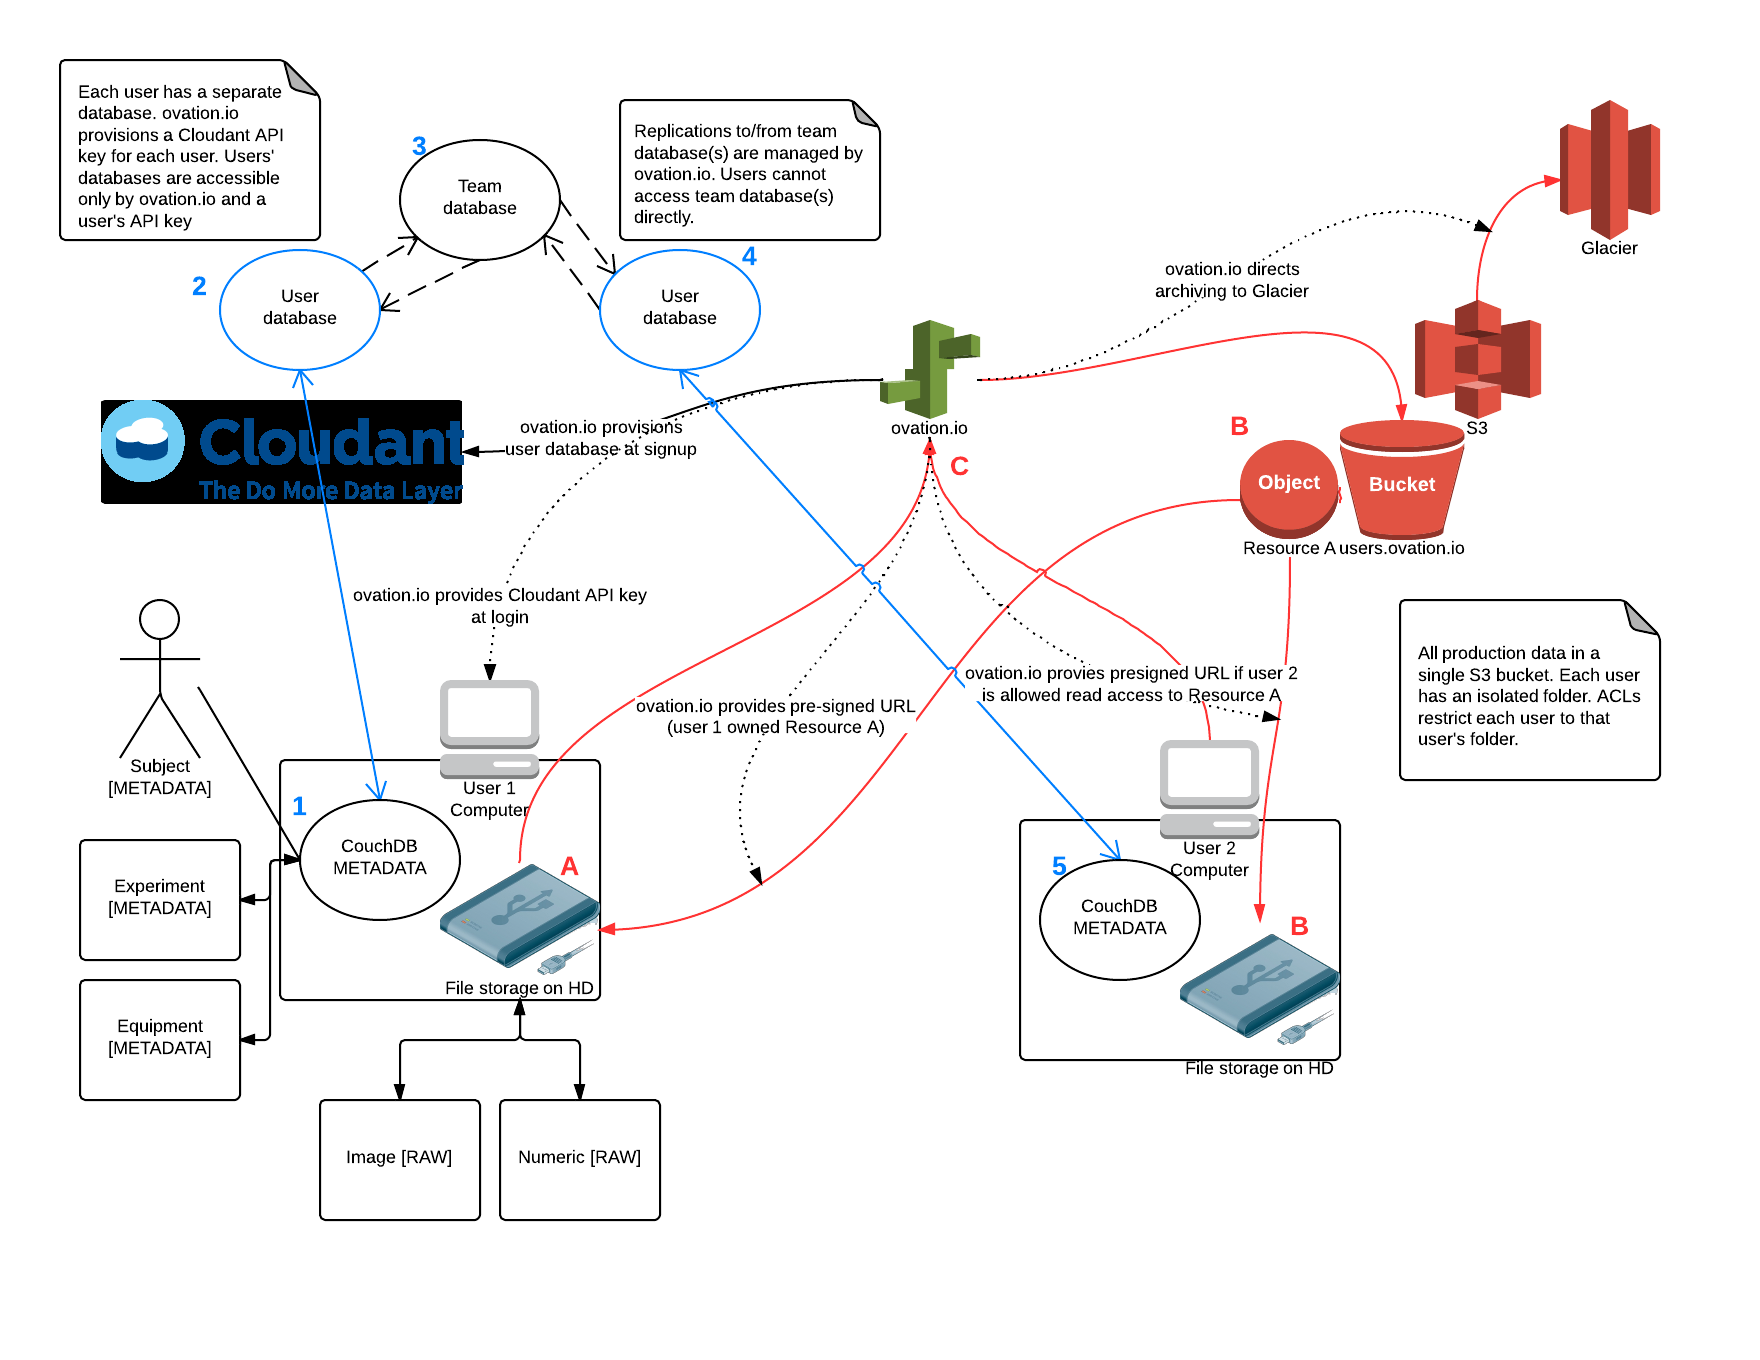 Each user has a separate
database. ovation.io
provisions a Cloudant API
key for each user. Users'
databases are accessible
only by ovation.io and a
user's API key
3
Team
database
Replications to/from team
database(s) are managed by
ovation.io. Users cannot
access team database(s)
directly.
Glacier
2
User
database
4
User
database
ovation.io directs
archiving to Glacier
Cloudant
The Do More Data Layer
ovation.io provisions
user database at signup
ovation.io
C
S3
B
Object
Bucket
Resource A
users.ovation.io
ovation.io provides Cloudant API key
at login
All production data in a
single S3 bucket. Each user
has an isolated folder. ACLs
restrict each user to that
user's folder.
ovation.io provies presigned URL if user 2
is allowed read access to Resource A
ovation.io provides pre-signed URL
(user 1 owned Resource A)
Subject
[METADATA]
User 1
Computer
1
CouchDB
METADATA
A
File storage on HD
Experiment
[METADATA]
Equipment
[METADATA]
Image [RAW]
Numeric [RAW]
User 2
Computer
5
CouchDB
METADATA
B
File storage on HD